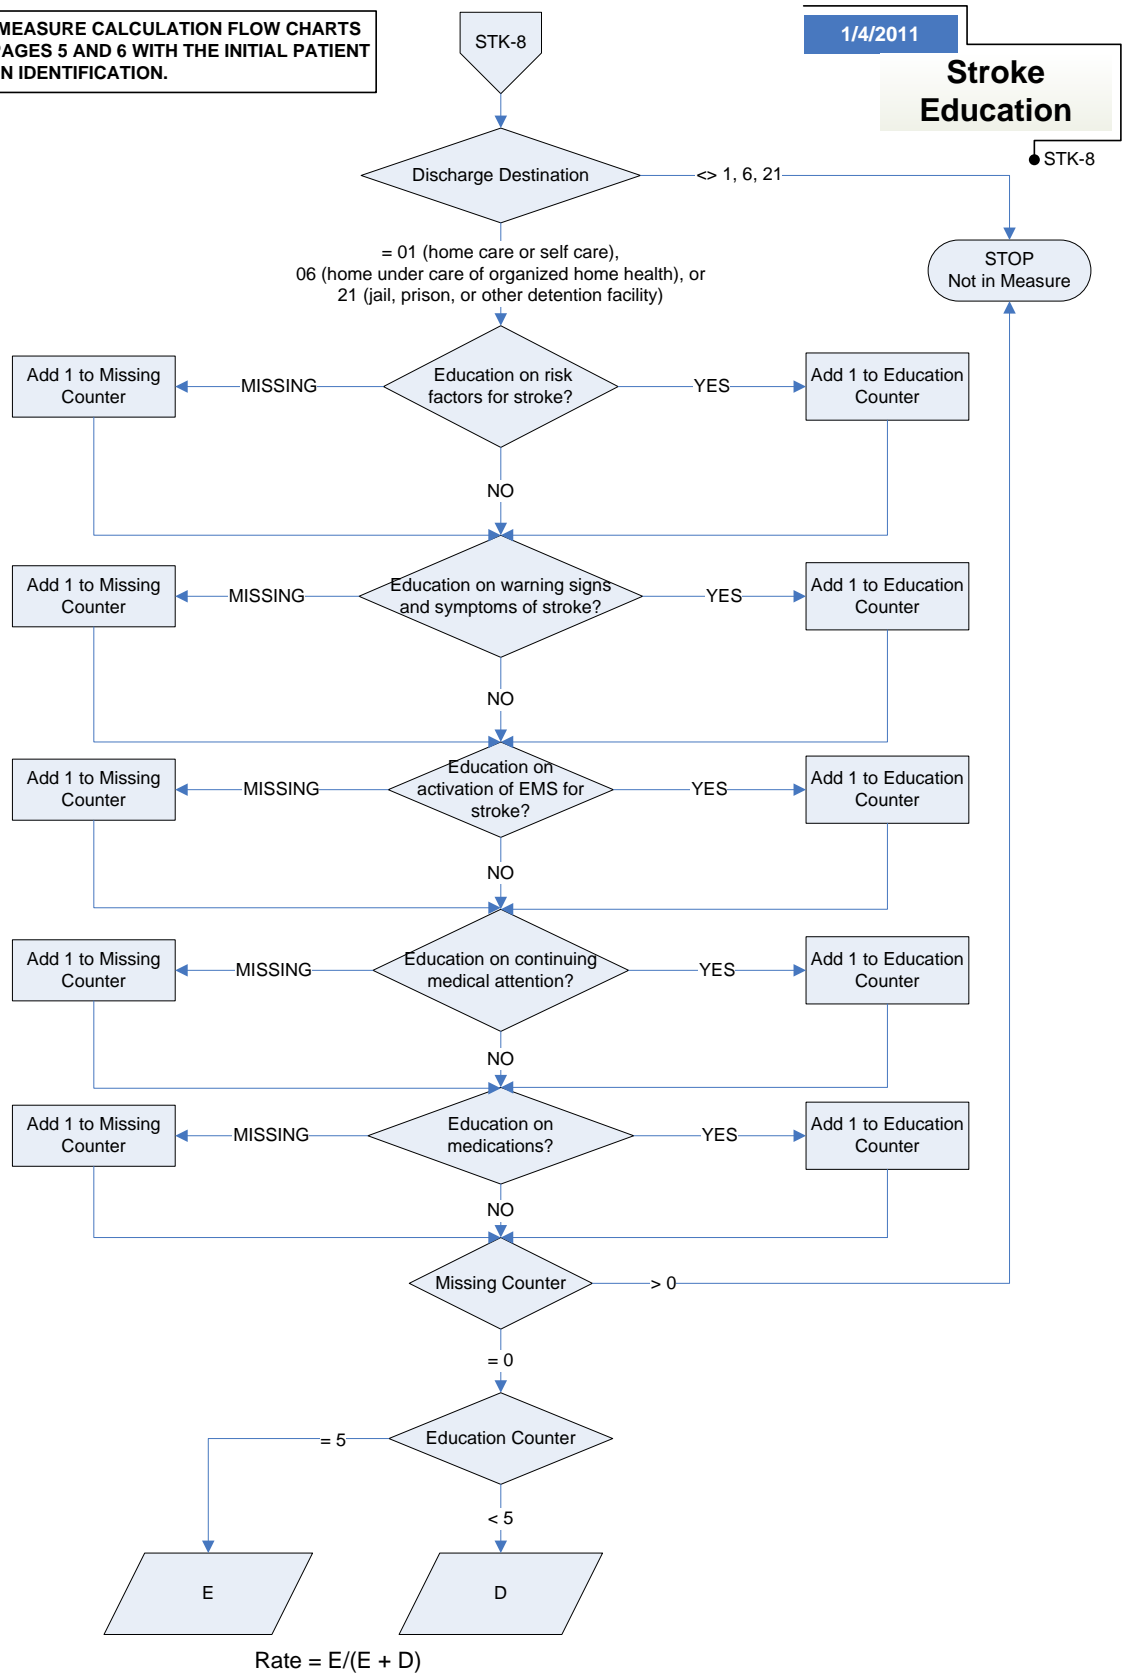 MEASURE CALCULATION FLOW CHARTS
PAGES 5 AND 6 WITH THE INITIAL PATIENT
IDENTIFICATION.
STK-8
1/4/2011
Stroke
Education
STK-8
Discharge Destination
<> 1, 6, 21
STOP
Not in Measure
= 01 (home care or self care),
06 (home under care of organized home health), or
21 (jail, prison, or other detention facility)
Add 1 to Missing
Counter
MISSING
Education on risk
factors for stroke?
YES
Add 1 to Education
Counter
NO
Add 1 to Missing
Counter
MISSING
Education on warning signs
and symptoms of stroke?
YES
Add 1 to Education
Counter
NO
Add 1 to Missing
Counter
MISSING
Education on
activation of EMS for
stroke?
YES
Add 1 to Education
Counter
NO
Add 1 to Missing
Counter
MISSING
Education on continuing
medical attention?
YES
Add 1 to Education
Counter
NO
Add 1 to Missing
Counter
MISSING
Education on
medications?
YES
Add 1 to Education
Counter
NO
Missing Counter
> 0
= 0
Education Counter
= 5
< 5
E
D
Rate = E/(E + D)